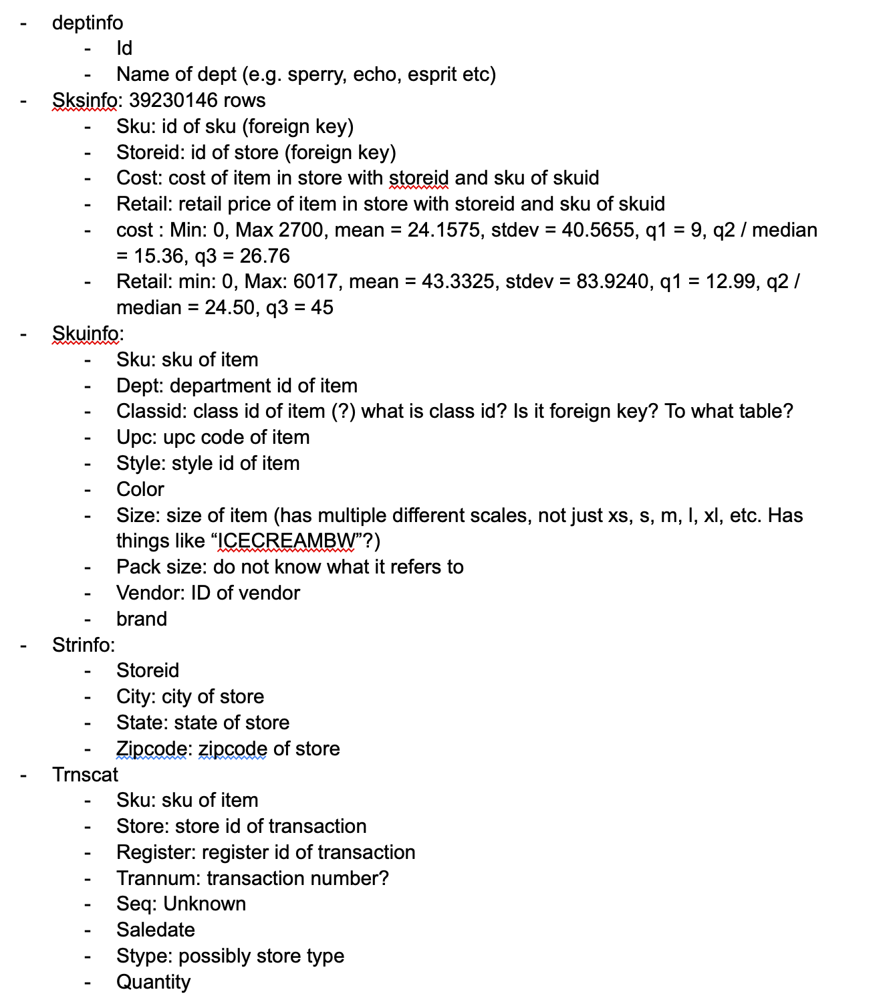 - deptinfo
- Id
- Name of dept (e.g. sperry, echo, esprit etc)
- Sksinfo: 39230146 rows
- Sku: id of sku (foreign key)
- Storeid: id of store (foreign key)
- Cost: cost of item in store with storeid and sku of skuid
- Retail: retail price of item in store with storeid and sku of skuid
- cost : Min: 0, Max 2700, mean = 24.1575, stdev = 40.5655, q1 = 9, q2 / median
= 15.36, q3 = 26.76
- Retail: min: 0, Max: 6017, mean = 43.3325, stdev = 83.9240, q1 = 12.99, q2 /
median = 24.50, q3 = 45
- Skuinfo:
- Sku: sku of item
- Dept: department id of item
- Classid: class id of item (?) what is class id? Is it foreign key? To what table?
- Upc: upc code of item
- Style: style id of item
- Color
- Size: size of item (has multiple different scales, not just xs, s, m, l, xl, etc. Has
things like “ICECREAMBW”?)
- Pack size: do not know what it refers to
- Vendor: ID of vendor
- brand
- Strinfo:
- Storeid
- City: city of store
- State: state of store
- Zipcode: zipcode of store
- Trnscat
- Sku: sku of item
- Store: store id of transaction
- Register: register id of transaction
- Trannum: transaction number?
- Seq: Unknown
- Saledate
- Stype: possibly store type
- Quantity